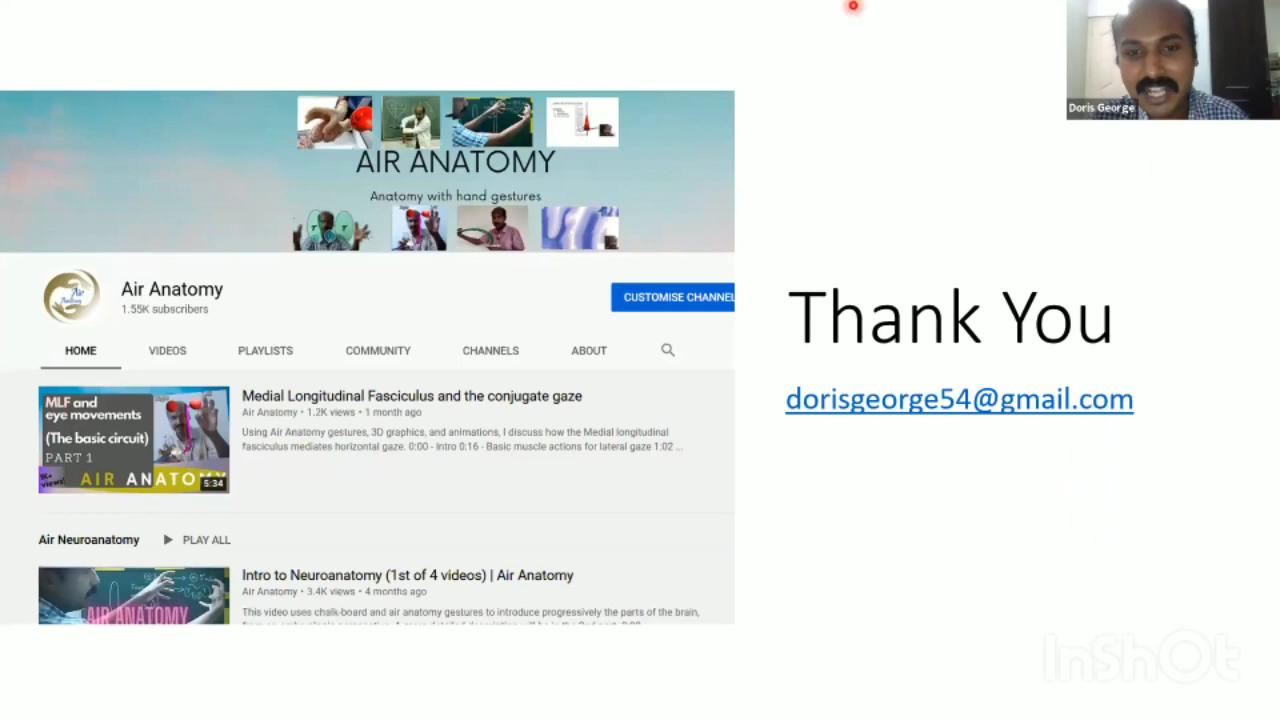 AIR ANATOMY
Anatomy with hand gestures
Air Anatomy
1.55K subscribers
CUSTOMISE CHANNEL
HOME VIDEOS PLAYLISTS COMMUNITY CHANNELS ABOUT
MLF and
eye movements
(The basic circuit)
PART 1
AIR ANATOMY
5:34
Medial Longitudinal Fasciculus and the conjugate gaze
Air Anatomy • 1.2K views • 1 month ago
Using Air Anatomy gestures, 3D graphics, and animations, I discuss how the Medial longitudinal
fasciculus mediates horizontal gaze. 0:00 - Intro 0:16 - Basic muscle actions for lateral gaze 1:02 ...
Air Neuroanatomy PLAY ALL
AIR ANATOMY
Intro to Neuroanatomy (1st of 4 videos) | Air Anatomy
Air Anatomy • 3.4K views • 4 months ago
This video uses chalk-board and air anatomy gestures to introduce progressively the parts of the brain,
Doris George
Thank You
dorisgeorge54@gmail.com
InShOt